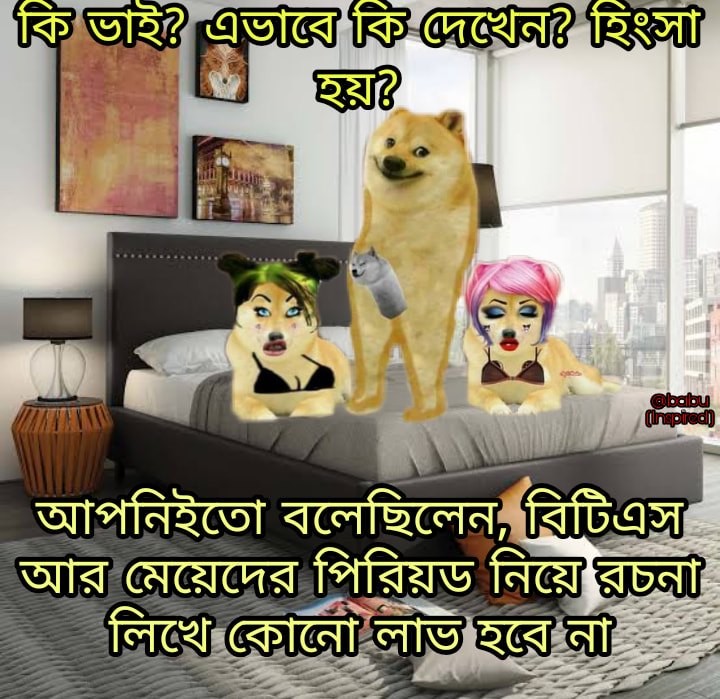 কি ভাই? এভাবে কি দেখেন? হিংসা
হয়?
@babu
(Inspired)
আপনিইতো বলেছিলেন, বিটিএস
আর মেয়েদের পিরিয়ড নিয়ে রচনা
লিখে কোনো লাভ হবে না